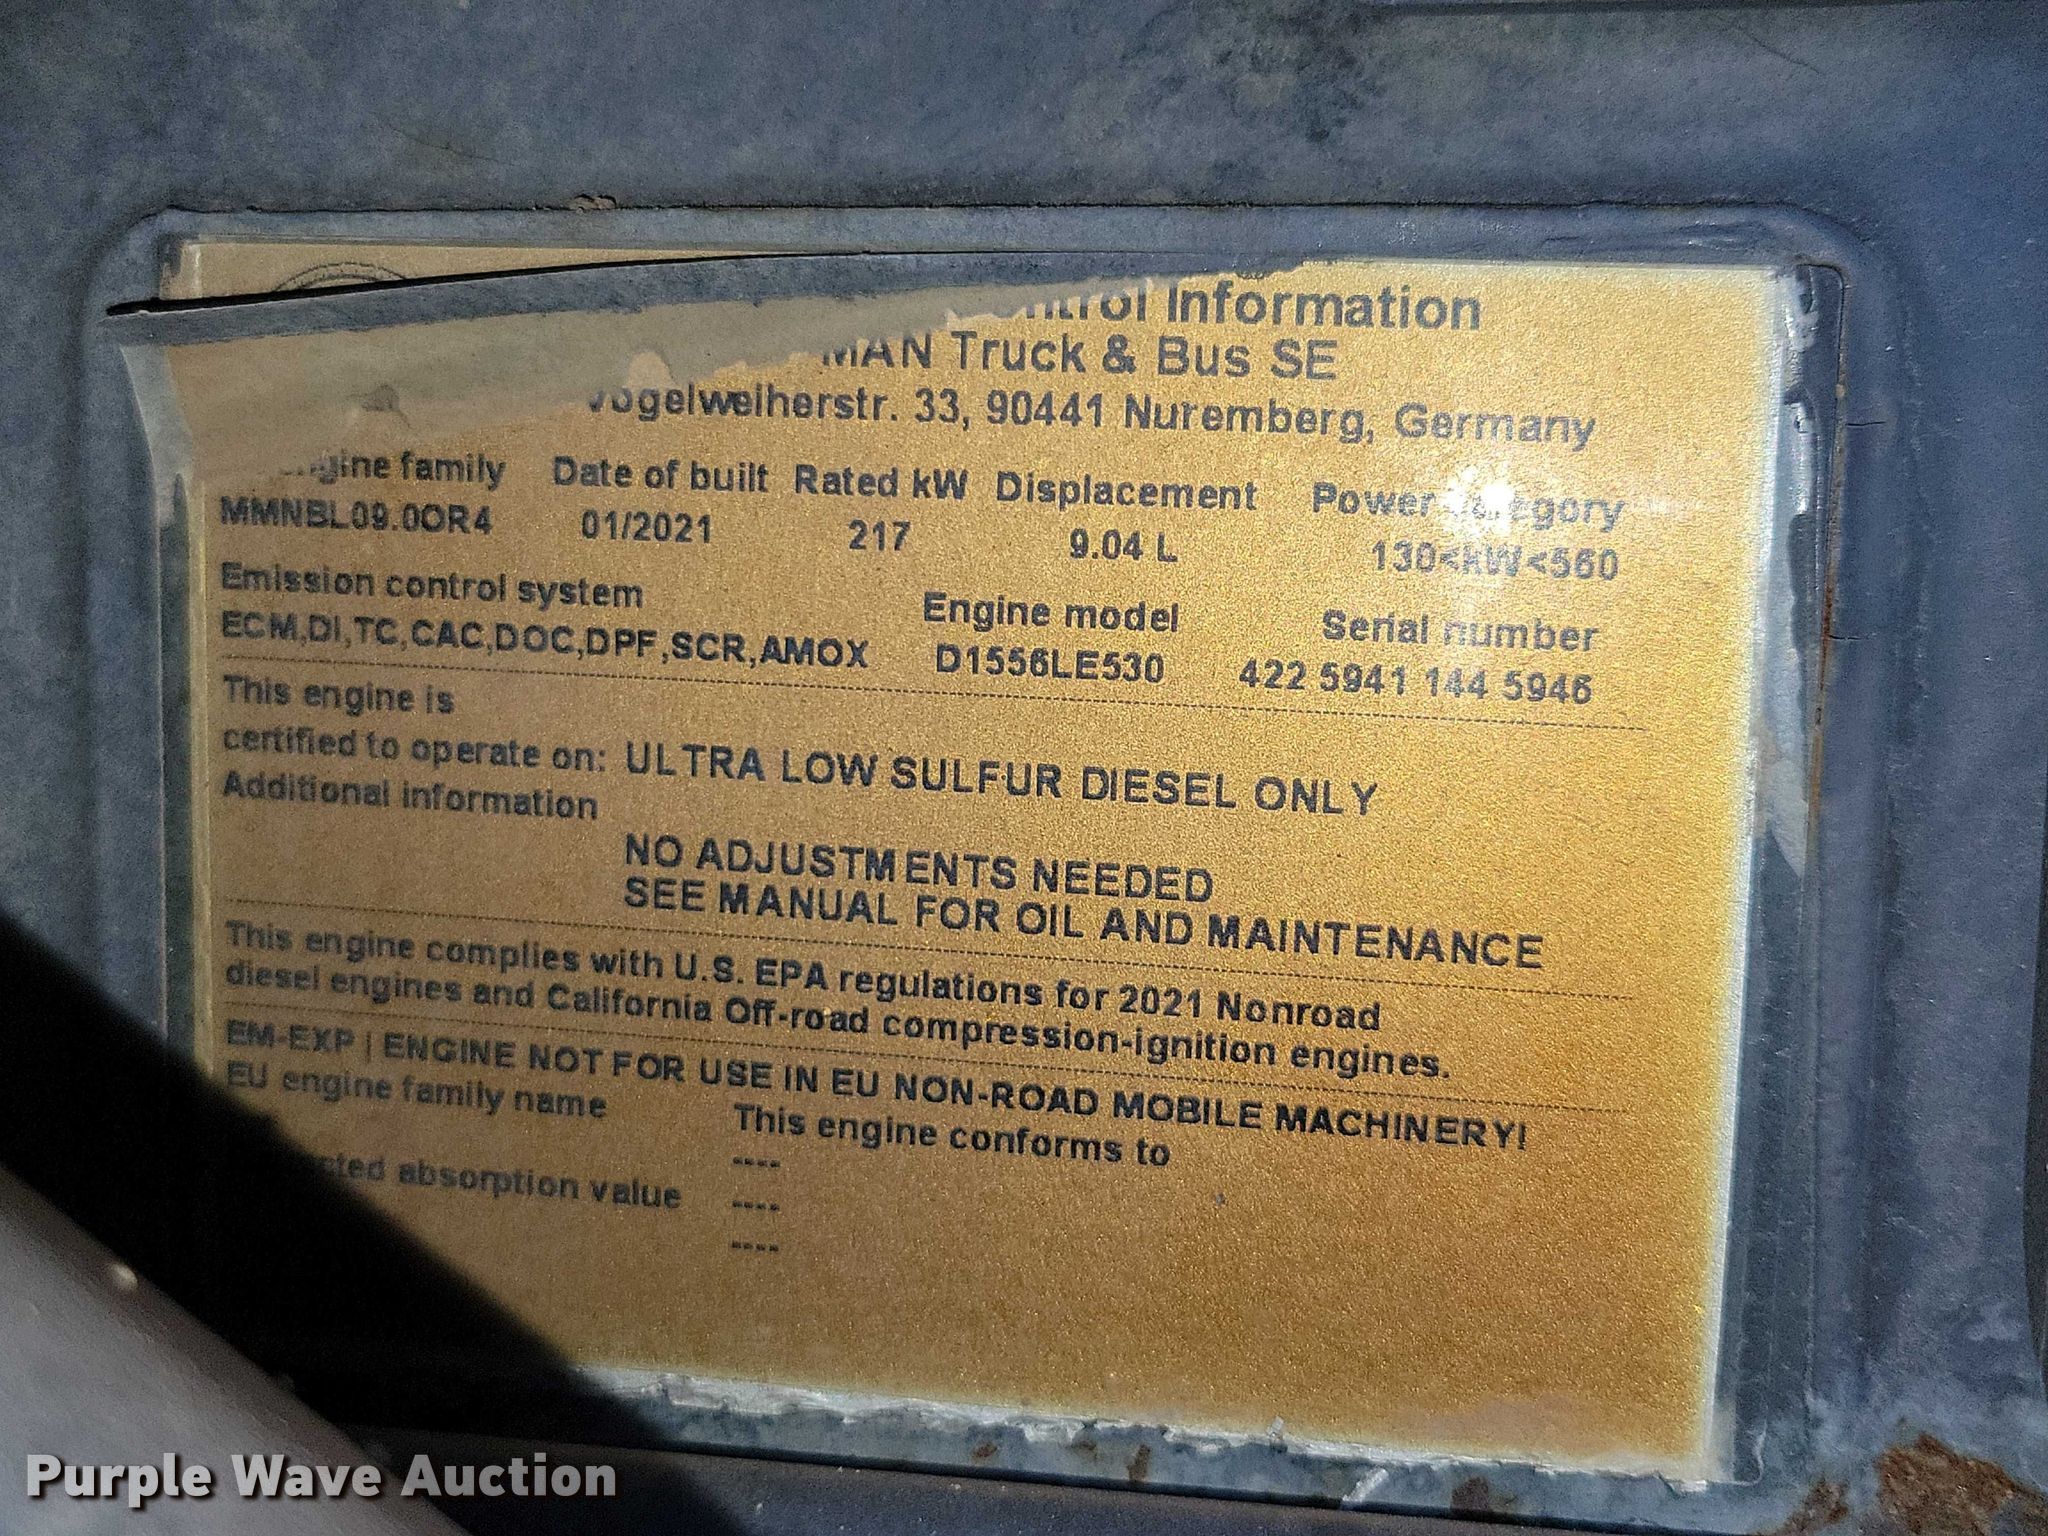 Information
MAN Truck & Bus SE
Vogelweiherstr. 33, 90441 Nuremberg, Germany
family Date of built Rated kW Displacement Power category
MMNBL09.0OR4 01/2021 217 9.04 L 130<kW<560
Emission control system Engine model Serial number
ECM,DI,TC,CAC,DOC,DPF,SCR,AMOX D1556LE530 422 5941 144 5946
This engine is
certified to operate on: ULTRA LOW SULFUR DIESEL ONLY
Additional information
NO ADJUSTMENTS NEEDED
SEE MANUAL FOR OIL AND MAINTENANCE
This engine complies with U.S. EPA regulations for 2021 Nonroad
diesel engines and California Off-road compression-ignition engines.
EM-EXP | ENGINE NOT FOR USE IN EU NON-ROAD MOBILE MACHINERY!
EU engine family name This engine conforms to
----
absorption value ----
----
Purple Wave Auction